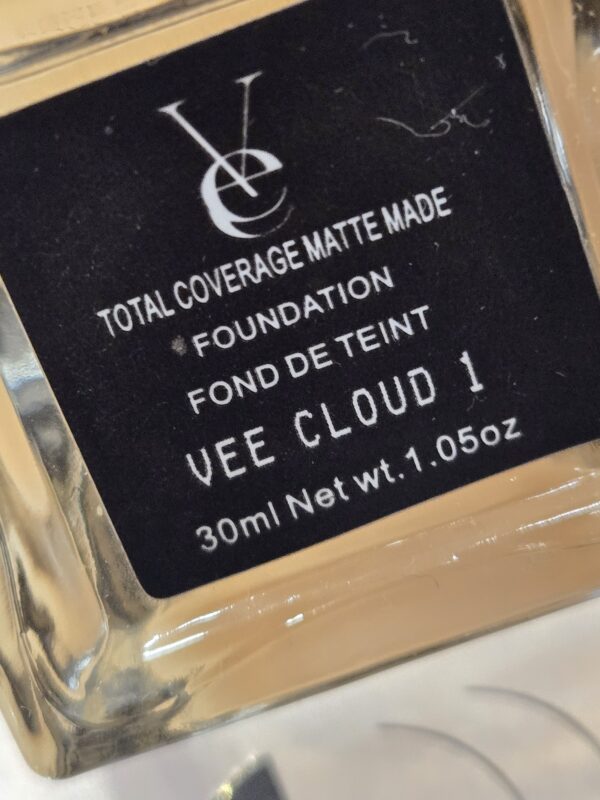 Ve
TOTAL COVERAGE MATTE MADE
FOUNDATION
FOND DE TEINT
VEE CLOUD 1
30ml Net wt.1.05oz